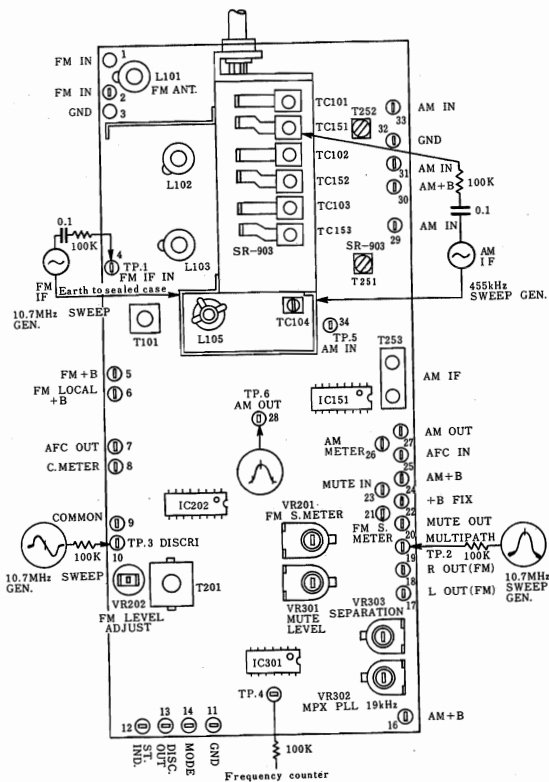 FM IN
1
L101
FM ANT.
FM IN
2
GND
3
TC101
TC151
TC102
TC152
TC103
TC153
SR-903
T252
AM IN
33
32
GND
31
AM IN
30
AM+B
29
AM IN
100K
0.1
AM
IF
455kHz
SWEEP GEN.
SR-903
T251
L102
L103
0.1
100K
4
TP.1
FM IF IN
FM
IF
Earth to sealed case
10.7MHz SWEEP
GEN.
T101
L105
TC104
34
TP.5
AM IN
T253
AM IF
IC151
FM+B
5
FM LOCAL
+B
6
TP.6
AM OUT
28
AFC OUT
7
C.METER
8
AM
METER
26
AM OUT
27
AFC IN
25
AM+B
24
MUTE IN
23
+B FIX
22
21
MUTE OUT
20
FM S.
METER
MULTIPATH
TP.2
19
100K
R OUT(FM)
18
L OUT(FM)
17
10.7MHz
SWEEP
GEN.
IC202
VR201
FM S.METER
COMMON
9
TP.3 DISCRI
10
100K
10.7MHz SWEEP
GEN.
VR202
FM LEVEL
ADJUST
T201
VR301
MUTE
LEVEL
VR303
SEPARATION
IC301
VR302
MPX PLL 19kHz
TP.4
AM+B
16
12
13
14
11
ST.
IND.
DISC.
OUT
MODE
GND
100K
Frequency counter